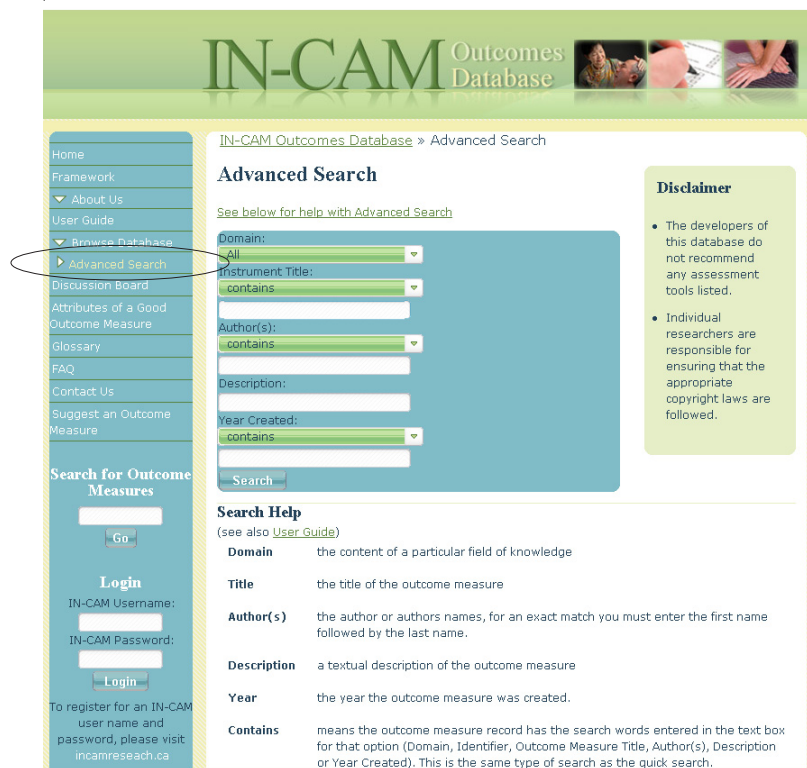 IN-CAM Outcomes
Database
IN-CAM Outcomes Database » Advanced Search
Home
Framework
About Us
User Guide
Browse Database
Advanced Search
Discussion Board
Attributes of a Good
Outcome Measure
Glossary
FAQ
Contact Us
Suggest an Outcome
Measure
Search for Outcome
Measures
Go
Login
IN-CAM Username:
IN-CAM Password:
Login
To register for an IN-CAM
user name and
password, please visit
incamreseach.ca
Advanced Search
See below for help with Advanced Search
Domain:
All
Instrument Title:
contains
Author(s):
contains
Description:
Year Created:
contains
Search
Search Help
(see also User Guide)
Domain the content of a particular field of knowledge
Title the title of the outcome measure
Author(s) the author or authors names, for an exact match you must enter the first name
followed by the last name.
Description a textual description of the outcome measure
Year the year the outcome measure was created.
Contains means the outcome measure record has the search words entered in the text box
for that option (Domain, Identifier, Outcome Measure Title, Author(s), Description
or Year Created). This is the same type of search as the quick search.
Disclaimer
• The developers of
this database do
not recommend
any assessment
tools listed.
• Individual
researchers are
responsible for
ensuring that the
appropriate
copyright laws are
followed.